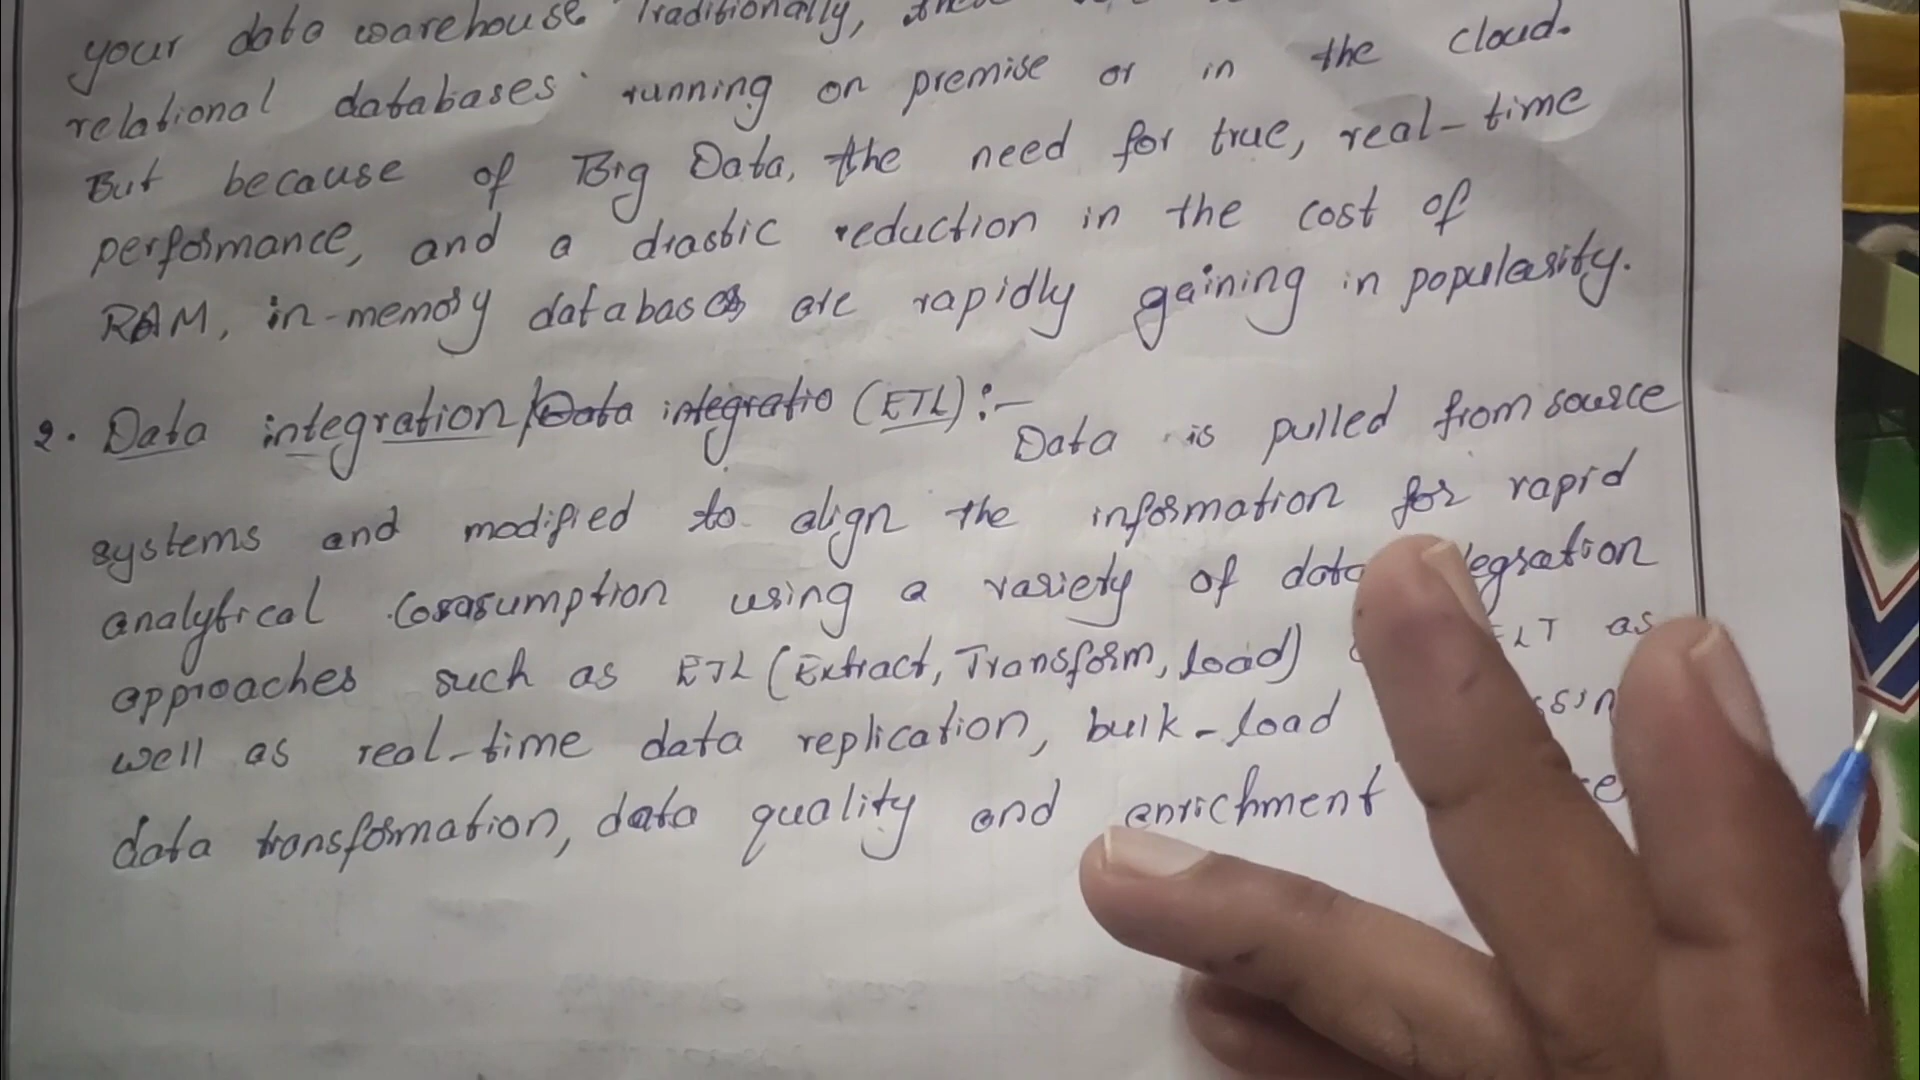 your data warehouse Traditionally,
relational databases running on premise or in the cloud.
But because of Big Data, the need for true, real-time
performance, and a drastic reduction in the cost of
RAM, in-memory databases are rapidly gaining in popularity.
2. Data integration/Data integratio (ETL):-
Data is pulled from source
systems and modified to align the information for rapid
analytical using a variety of data
approaches such as ETL (Extract, Transform, load) ELT as
well as real-time data replication, bulk-load
data transformation, data quality and enrichment